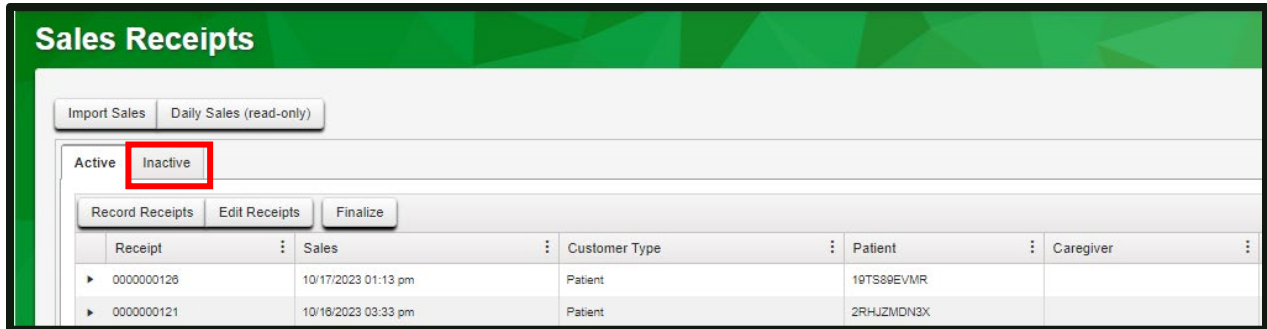 Sales Receipts
Import Sales Daily Sales (read-only)
Active Inactive
Record Receipts Edit Receipts Finalize
Receipt Sales Customer Type Patient Caregiver
0000000126 10/17/2023 01:13 pm Patient 19TS89EVMR
0000000121 10/16/2023 03:33 pm Patient 2RHJZMDN3X